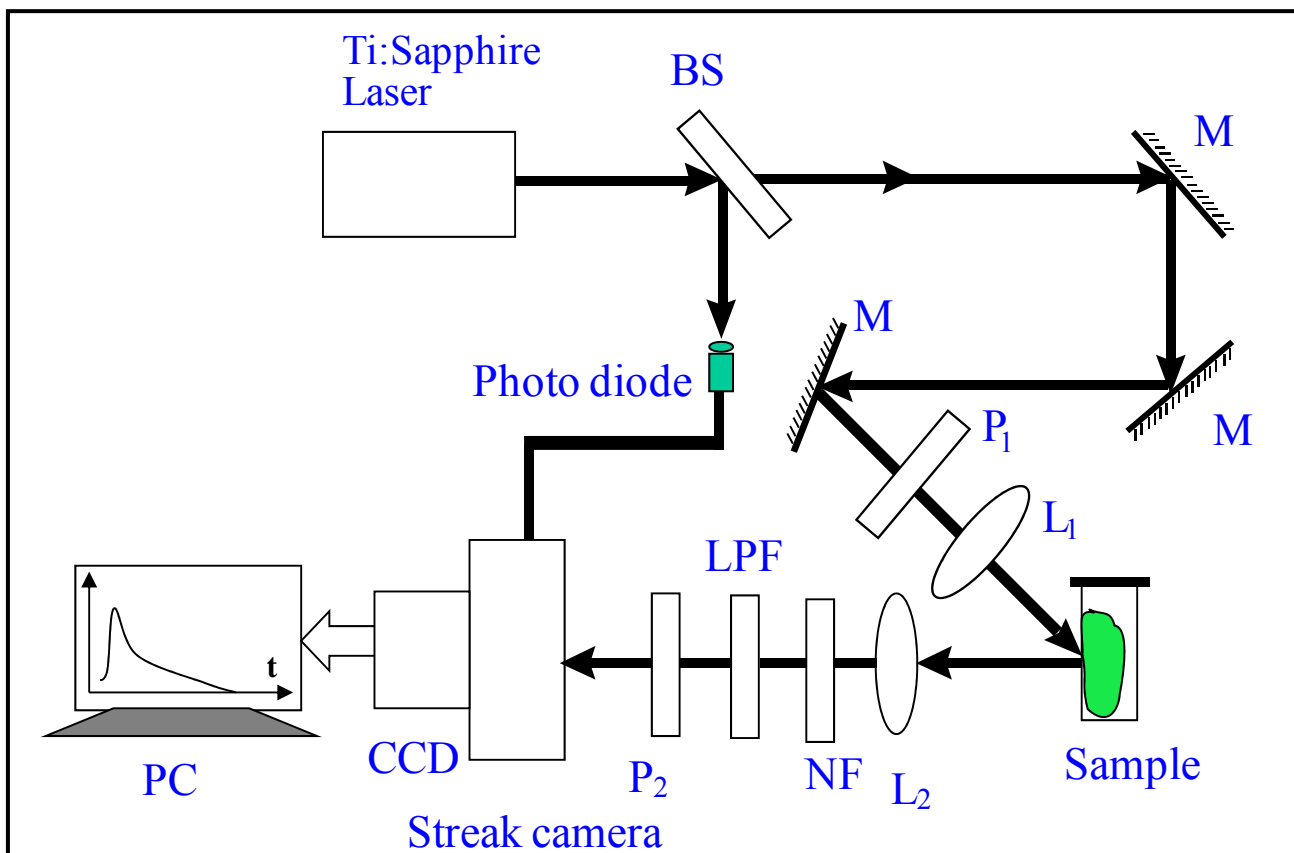 Ti:Sapphire
Laser
BS
M
M
Photo diode
P1
M
L1
LPF
t
PC
CCD
P2
NF
L2
Sample
Streak camera